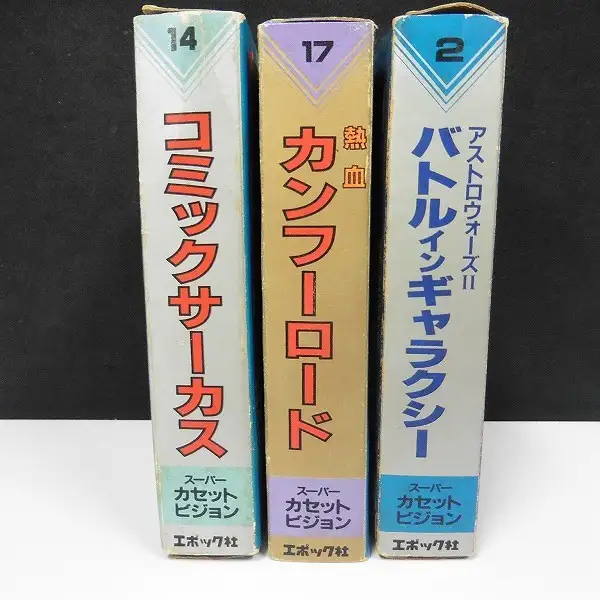 14
コミックサーカス
スーパー
カセット
ビジョン
エポック社
17
熱血
カンフーロード
スーパー
カセット
ビジョン
エポック社
2
アストロウォーズII
バトルインギャラクシー
スーパー
カセット
ビジョン
エポック社